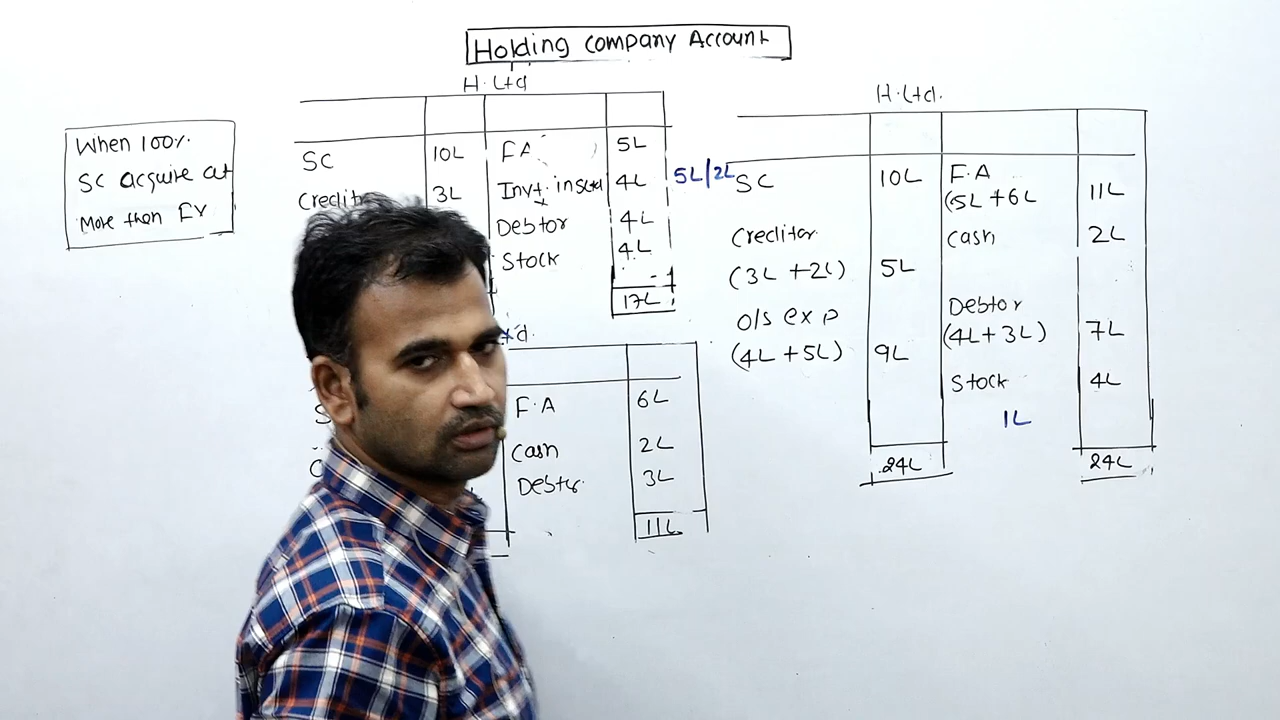 Holding Company Account
When 100%
SC acquire at
More than FV
H.Ltd
SC 10L FA 5L
3L Invt. in 4L 5L/2L
Debtor 4L
Stock 4L
17L
td.
F.A 6L
Cash 2L
3L
11L
H.Ltd.
SC 10L F.A
(5L+6L 11L
Creditor Cash 2L
(3L+2L) 5L
O/s exp Debtor
(4L+5L) 9L (4L+3L) 7L
Stock 4L
1L
24L 24L